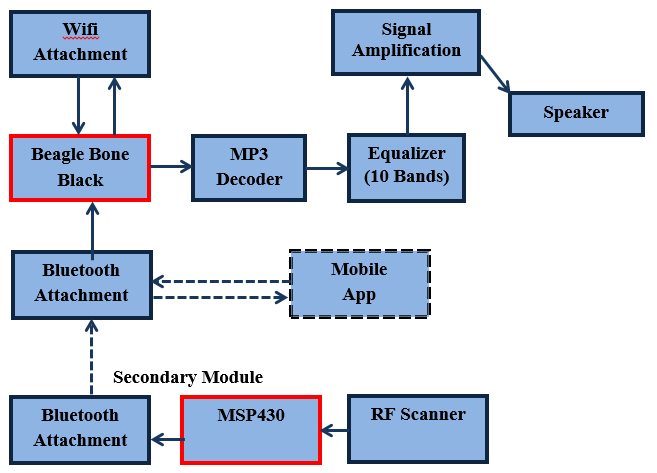 Wifi
Attachment
Signal
Amplification
Speaker
Beagle Bone
Black
MP3
Decoder
Equalizer
(10 Bands)
Bluetooth
Attachment
Mobile
App
Secondary Module
Bluetooth
Attachment
MSP430
RF Scanner